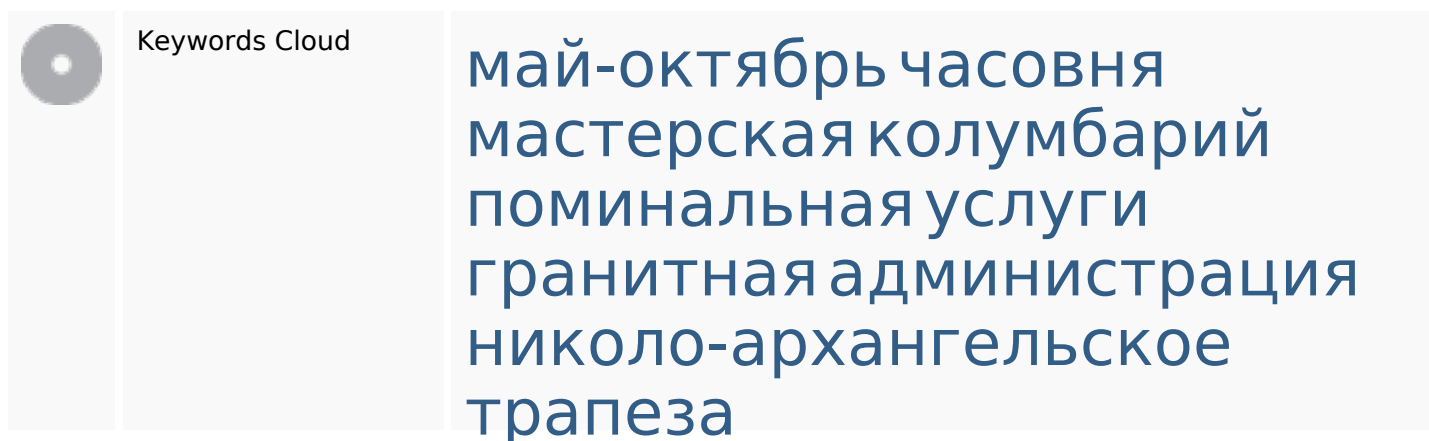 Keywords Cloud
май-октябрь часовня
мастерская колумбарий
поминальная услуги
гранитная администрация
николо-архангельское
трапеза